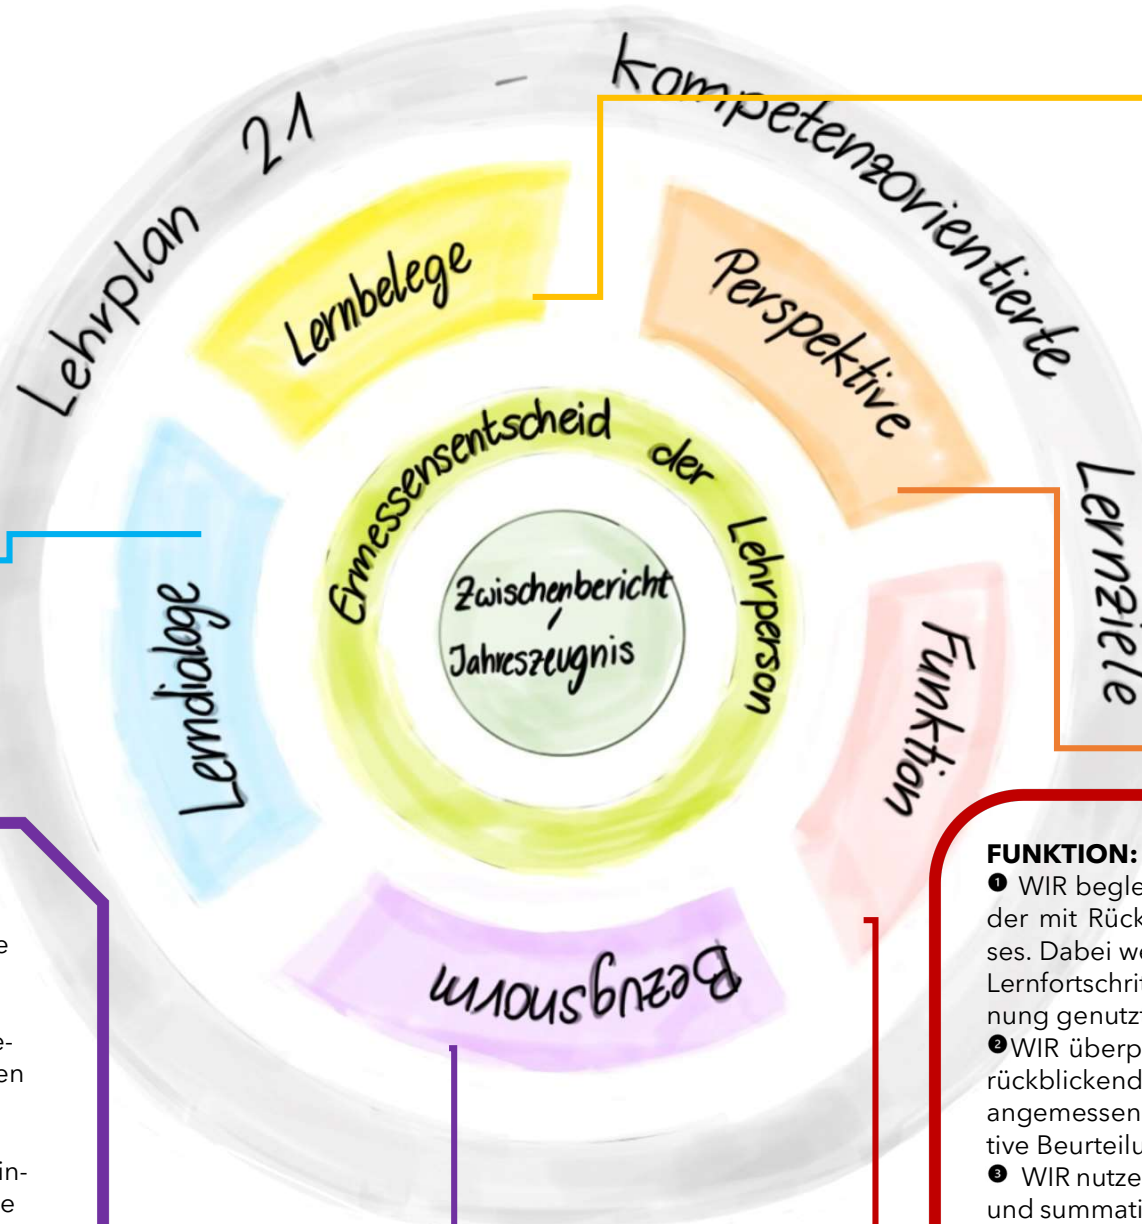 Lehrplan 21 - kompetenzorientierte Lernziele
Lernbelege
Perspektive
Funktion
Bezugsnorm
Lerndialoge
Ermessensentscheid der Lehrperson
Zwischenbericht /
Jahreszeugnis
e
e-
en
in-
e
FUNKTION:
❶ WIR begle
der mit Rück
ses. Dabei we
Lernfortschrit
nung genutzt
❷WIR überp
rückblickend
angemessen
tive Beurteilu
❸ WIR nutze
und summati